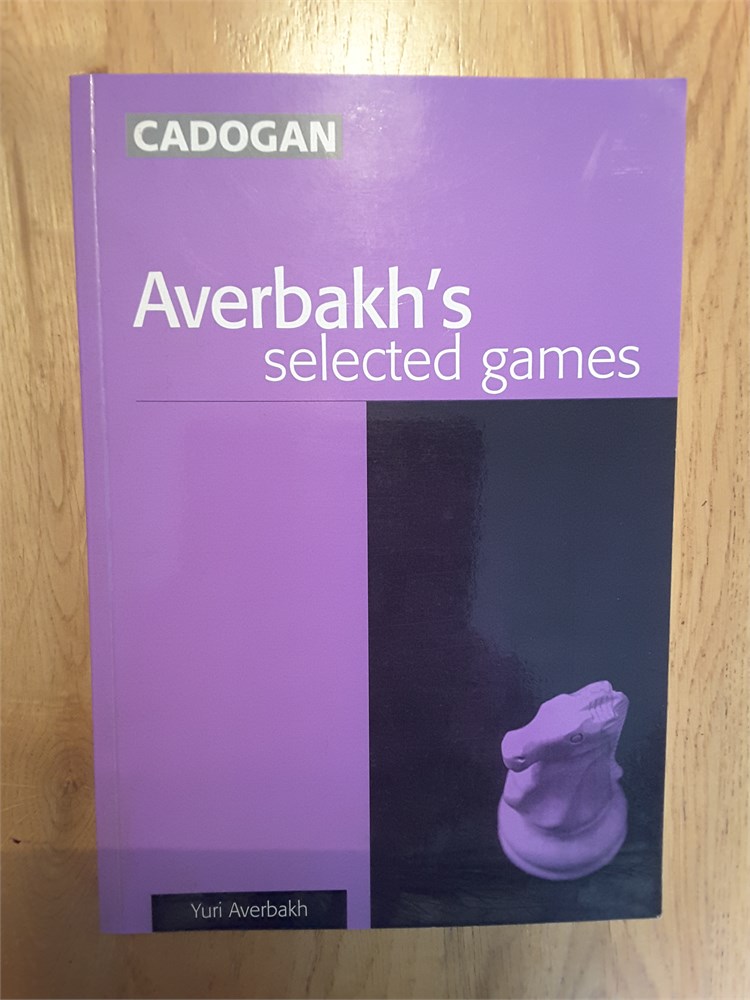 CADOGAN
Averbakh's
selected games
Yuri Averbakh